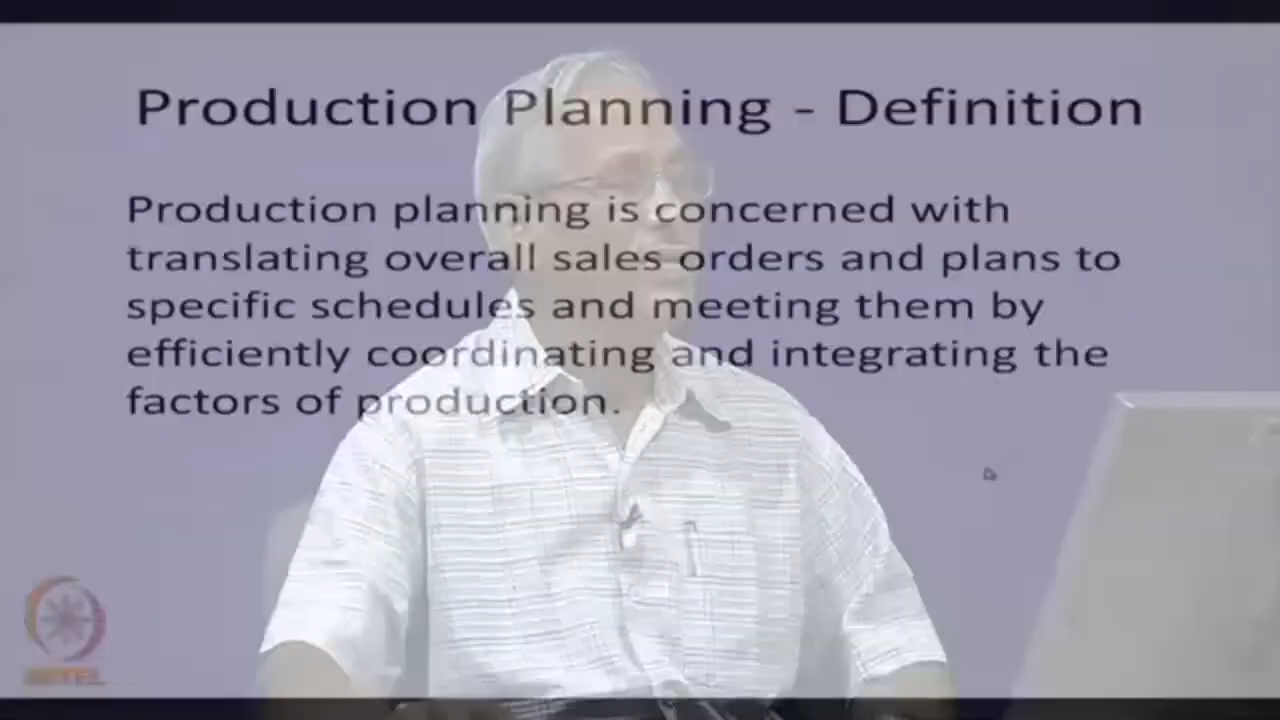 Production Planning - Definition
Production planning is concerned with
translating overall sales orders and plans to
specific schedules and meeting them by
efficiently coordinating and integrating the
factors of production.
NPTEL